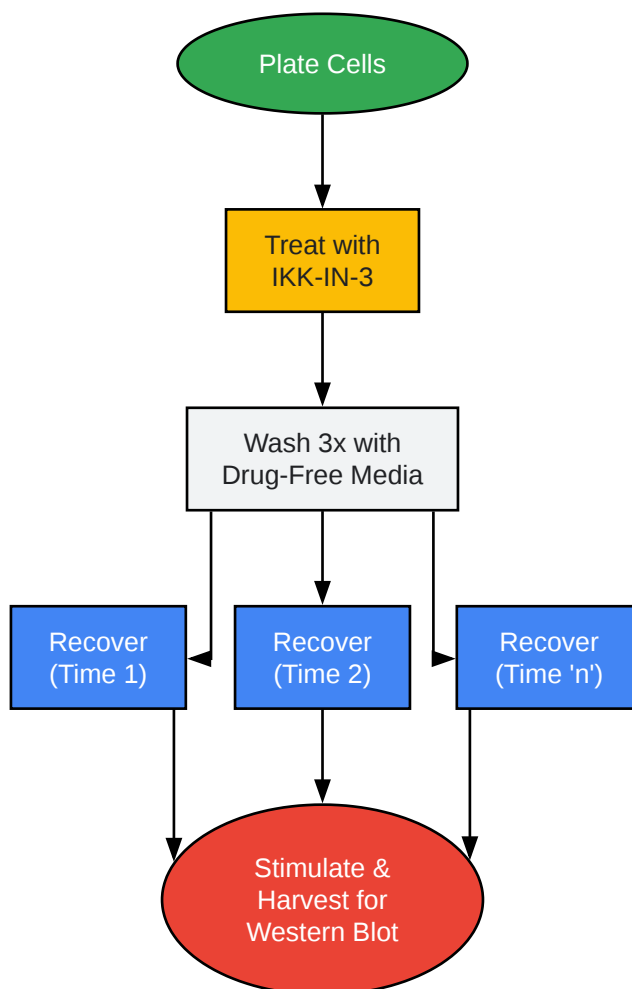 Plate Cells
Treat with
IKK-IN-3
Wash 3x with
Drug-Free Media
Recover
(Time 1)
Recover
(Time 2)
Recover
(Time 'n')
Stimulate &
Harvest for
Western Blot